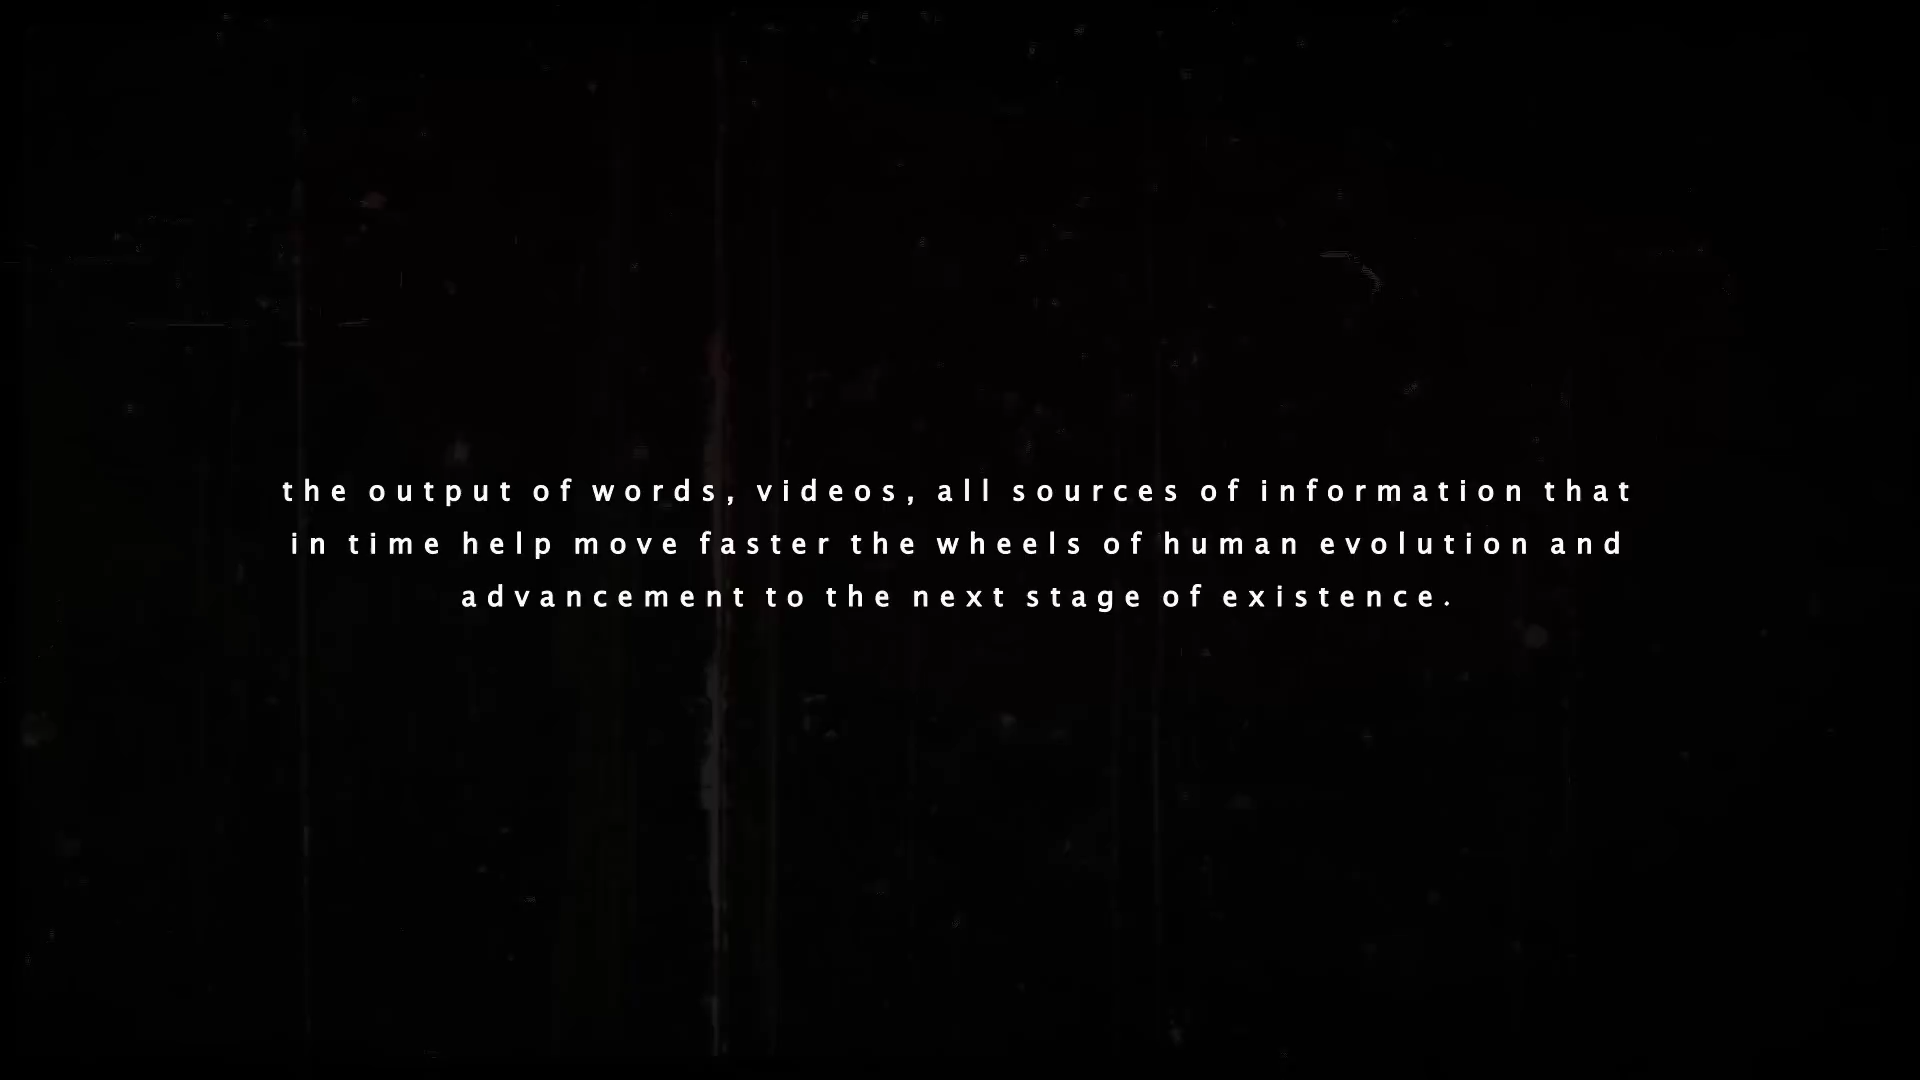 the output of words, videos, all sources of information that
in time help move faster the wheels of human evolution and
advancement to the next stage of existence.